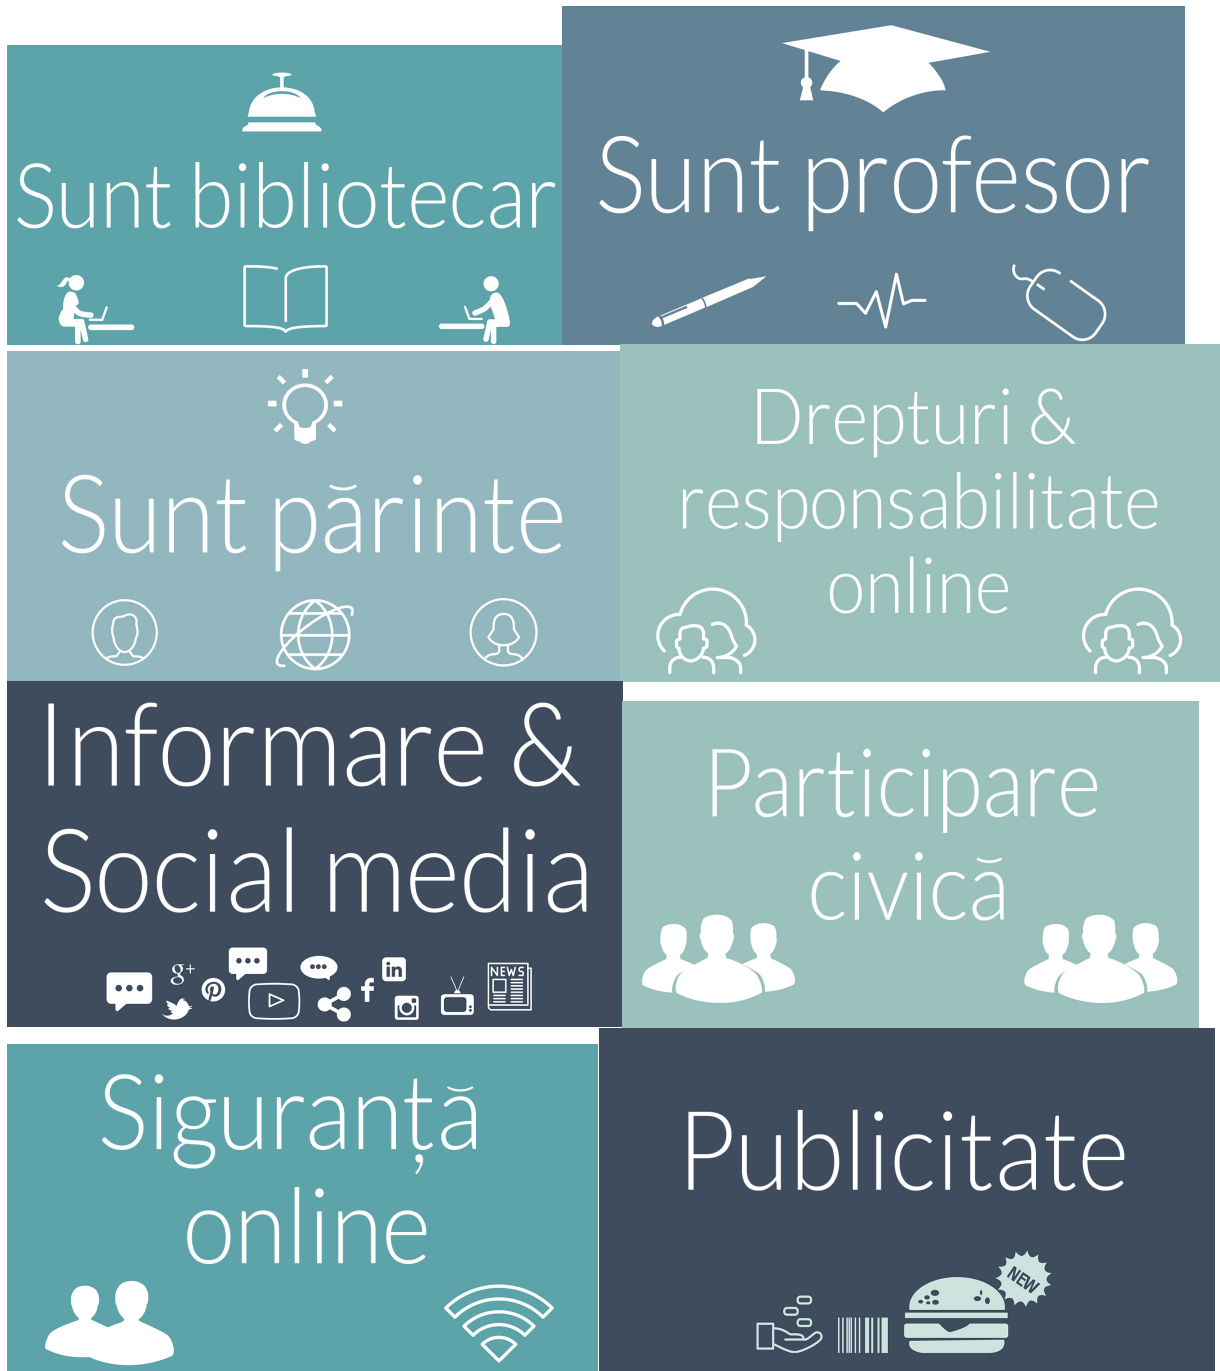 Sunt bibliotecar
Sunt profesor
Sunt părinte
Drepturi &
responsabilitate
online
Informare &
Social media
g+
in
f
NEWS
Participare
civică
Siguranță
online
Publicitate
NEW